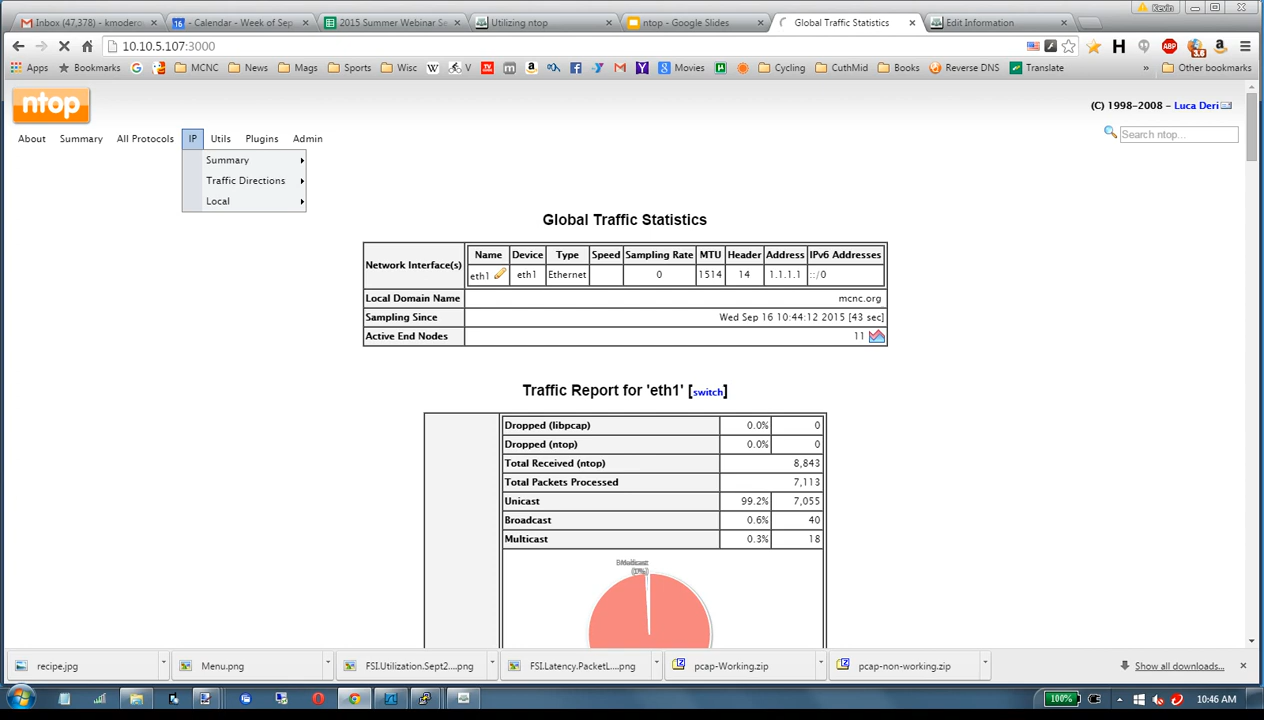 Kevin
Inbox (47,378) - kmodero
- Calendar - Week of Sep
2015 Summer Webinar Se
Utilizing ntop
ntop - Google Slides
Global Traffic Statistics
Edit Information
10.10.5.107:3000
Apps Bookmarks MCNC News Mags Sports Wisc V Movies Cycling CuthMid Books Reverse DNS Translate » Other bookmarks
ntop
(C) 1998-2008 - Luca Deri
About Summary All Protocols IP Utils Plugins Admin
Search ntop...
Summary
Traffic Directions
Local
Global Traffic Statistics
Network Interface(s)
Name Device Type Speed Sampling Rate MTU Header Address IPv6 Addresses
eth1 eth1 Ethernet 0 1514 14 1.1.1.1 ::/0
Local Domain Name mcnc.org
Sampling Since Wed Sep 16 10:44:12 2015 [43 sec]
Active End Nodes 11
Traffic Report for 'eth1' [switch]
Dropped (libpcap) 0.0% 0
Dropped (ntop) 0.0% 0
Total Received (ntop) 8,843
Total Packets Processed 7,113
Unicast 99.2% 7,055
Broadcast 0.6% 40
Multicast 0.3% 18
recipe.jpg
Menu.png
FSI.Utilization.Sept2....png
FSI.Latency.PacketL....png
pcap-Working.zip
pcap-non-working.zip
Show all downloads...
100%
10:46 AM